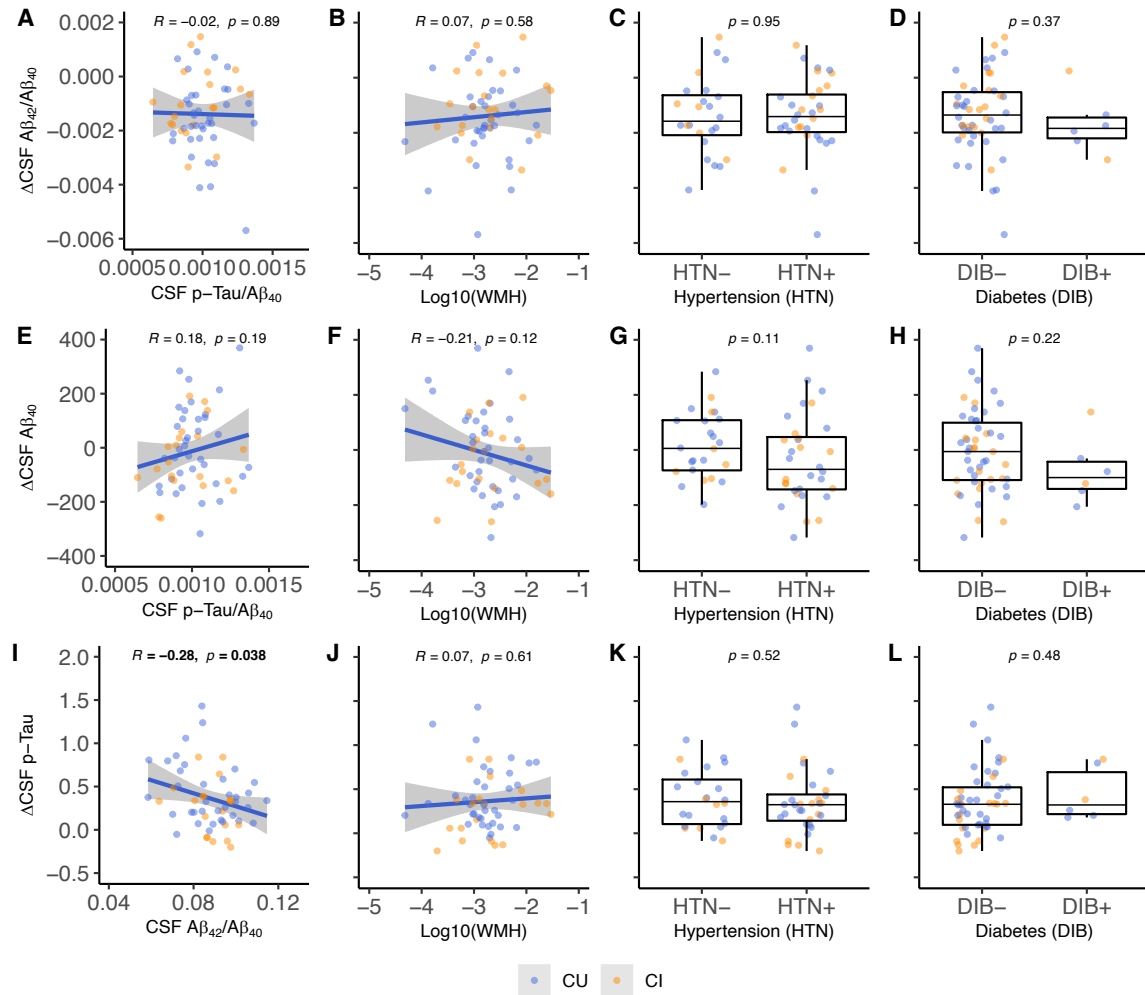 A B C D
R = −0.02, p = 0.89
R = 0.07, p = 0.58
p = 0.95
p = 0.37
ΔCSF Aβ42/Aβ40
0.002
0.000
−0.002
−0.004
−0.006
0.0005 0.0010 0.0015
−5 −4 −3 −2 −1
HTN− HTN+
DIB− DIB+
CSF p−Tau/Aβ40
Log10(WMH)
Hypertension (HTN)
Diabetes (DIB)
E F G H
R = 0.18, p = 0.19
R = −0.21, p = 0.12
p = 0.11
p = 0.22
ΔCSF Aβ40
400
200
0
−200
−400
0.0005 0.0010 0.0015
−5 −4 −3 −2 −1
HTN− HTN+
DIB− DIB+
CSF p−Tau/Aβ40
Log10(WMH)
Hypertension (HTN)
Diabetes (DIB)
I J K L
R = −0.28, p = 0.038
R = 0.07, p = 0.61
p = 0.52
p = 0.48
ΔCSF p−Tau
2.0
1.5
1.0
0.5
0.0
−0.5
0.04 0.08 0.12
−5 −4 −3 −2 −1
HTN− HTN+
DIB− DIB+
CSF Aβ42/Aβ40
Log10(WMH)
Hypertension (HTN)
Diabetes (DIB)
CU CI